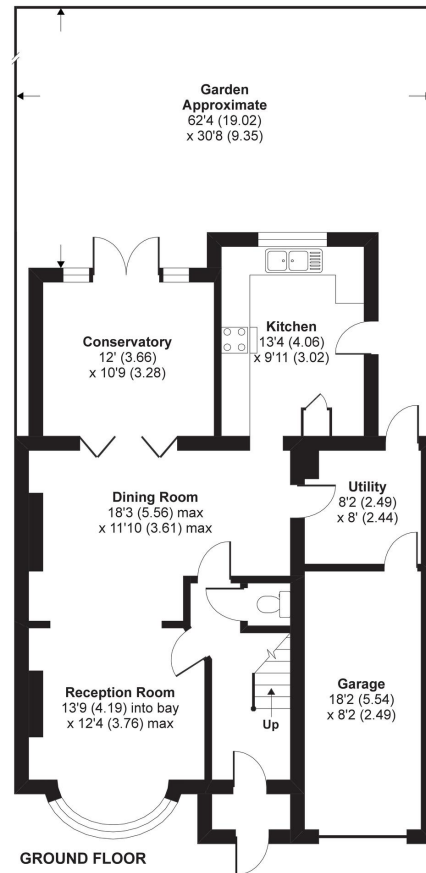 Garden
Approximate
62'4 (19.02)
x 30'8 (9.35)
Conservatory
12' (3.66)
x 10'9 (3.28)
Kitchen
13'4 (4.06)
x 9'11 (3.02)
Dining Room
18'3 (5.56) max
x 11'10 (3.61) max
Utility
8'2 (2.49)
x 8' (2.44)
Reception Room
13'9 (4.19) into bay
x 12'4 (3.76) max
Up
Garage
18'2 (5.54)
x 8'2 (2.49)
GROUND FLOOR